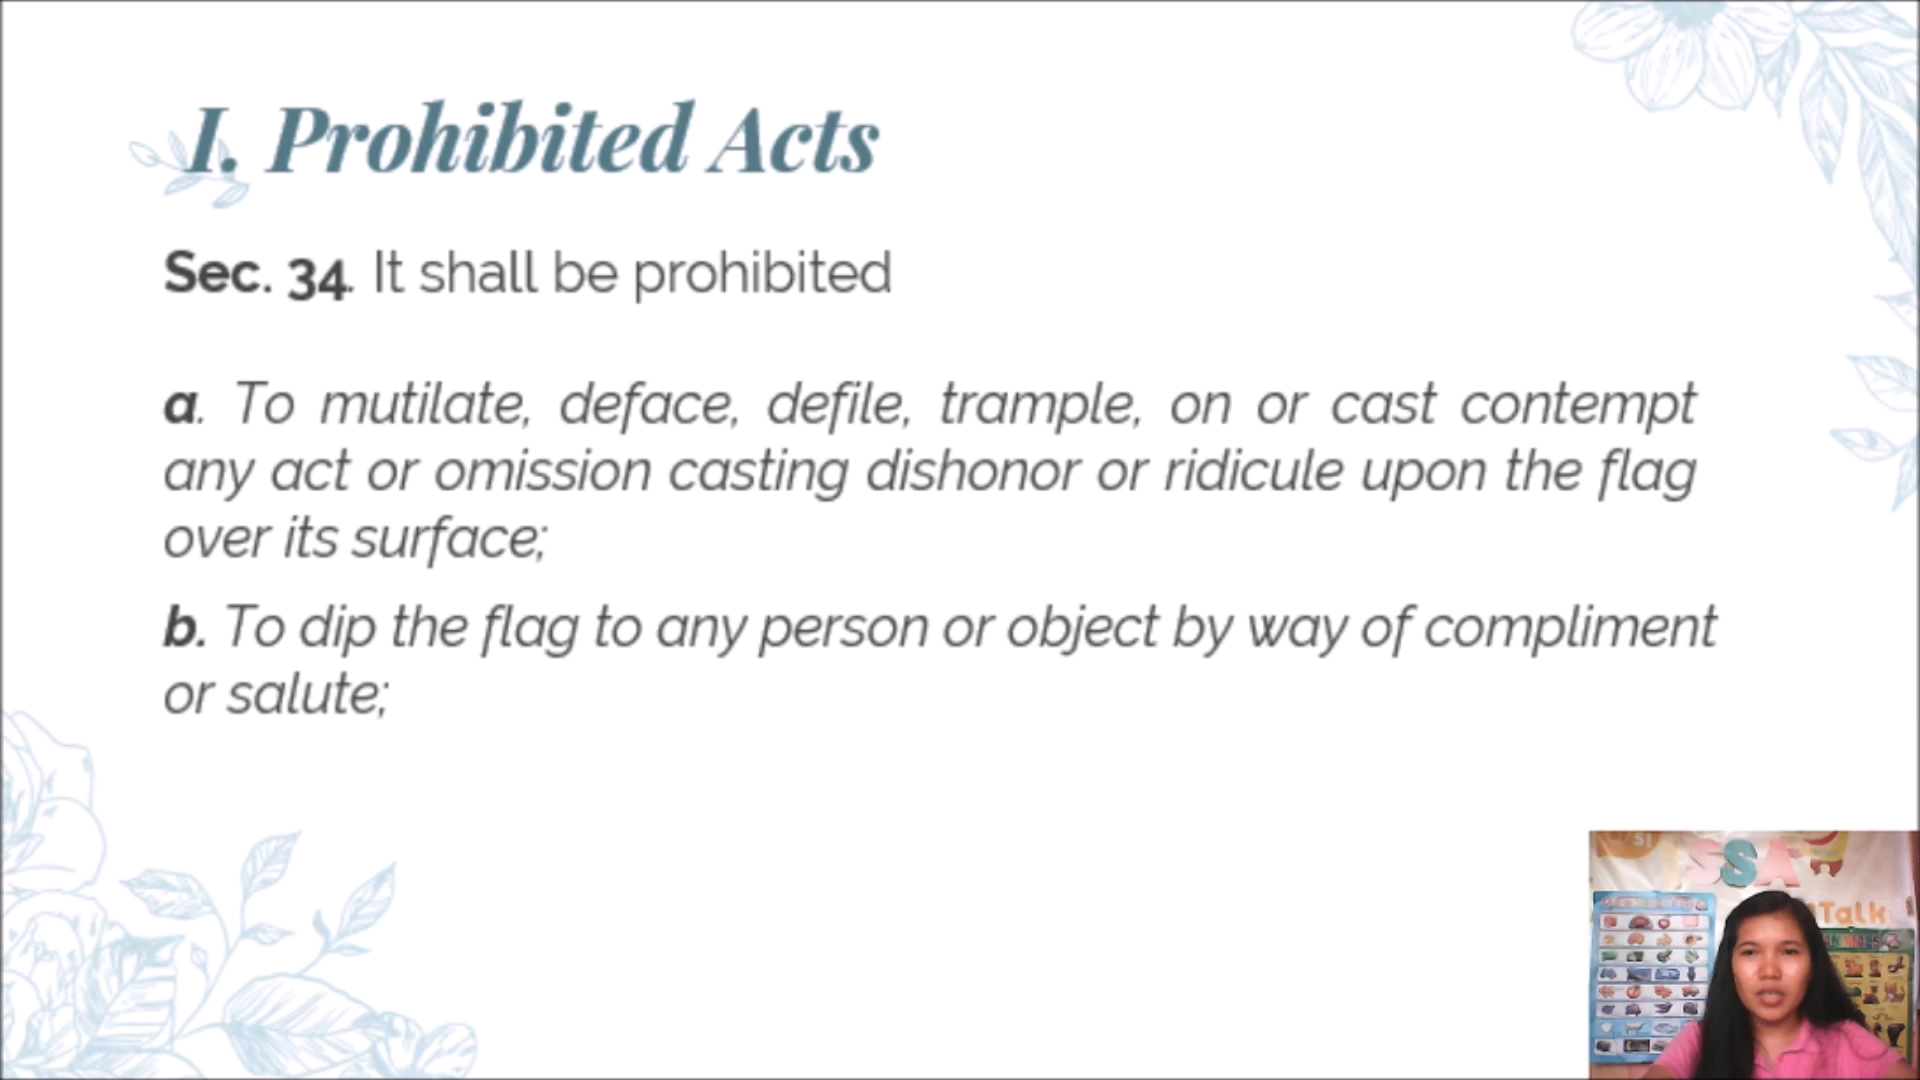 I. Prohibited Acts
Sec. 34. It shall be prohibited
a. To mutilate, deface, defile, trample, on or cast contempt
any act or omission casting dishonor or ridicule upon the flag
over its surface;
b. To dip the flag to any person or object by way of compliment
or salute;
SSA
Talk